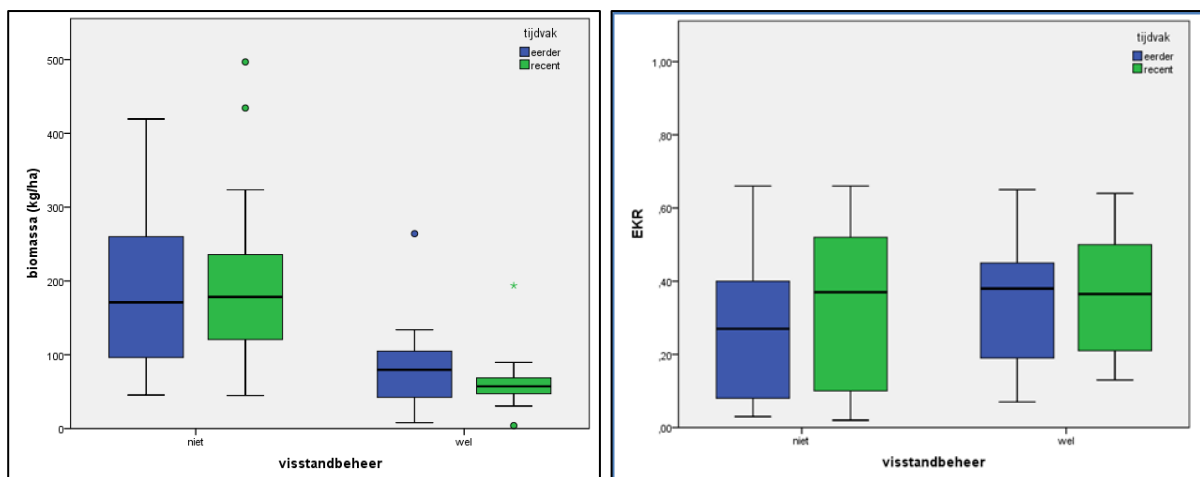 tijdvak
eerder
recent
500
400
300
200
100
0
biomassa (kg/ha)
niet
wel
visstandbeheer
*
tijdvak
eerder
recent
1,00
,80
,60
,40
,20
,00
EKR
niet
wel
visstandbeheer